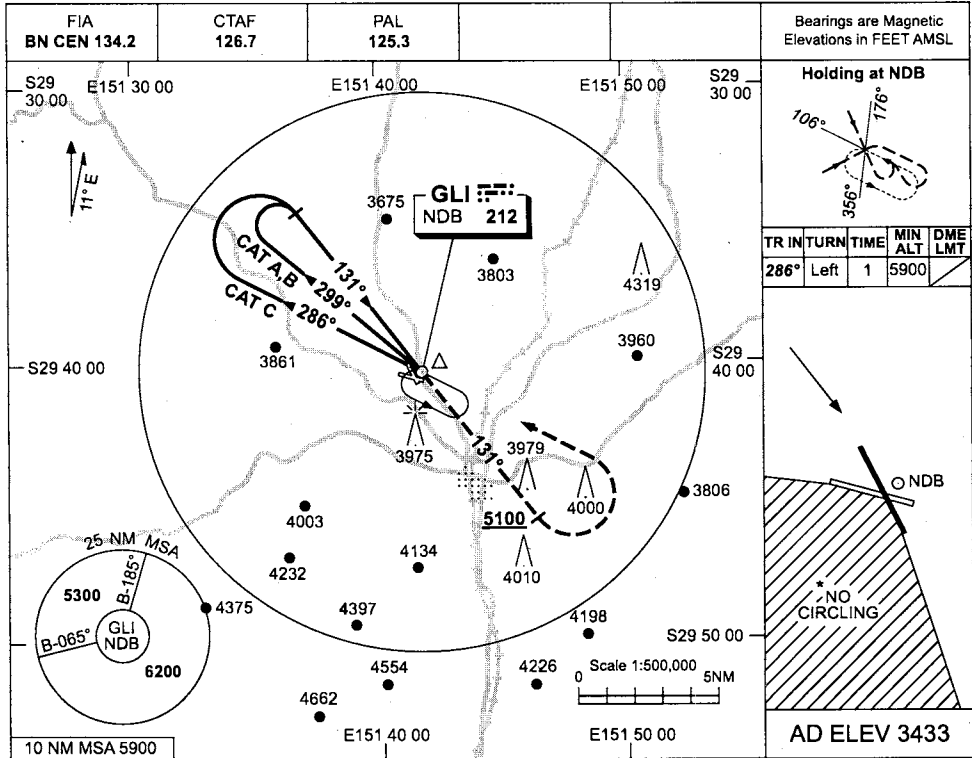 FIA
BN CEN 134.2
CTAF
126.7
PAL
125.3
Bearings are Magnetic
Elevations in FEET AMSL
S29
30 00
E151 30 00
E151 40 00
E151 50 00
S29
30 00
11° E
3675
GLI
NDB 212
3803
4319
CAT A,B
131°
299°
CAT C
286°
3861
3960
S29 40 00
S29
40 00
3975
131°
3979
4000
3806
5100
4003
4010
4232
4134
25 NM MSA
5300
B-185°
B-065°
GLI
NDB
6200
4375
4397
4198
S29 50 00
4554
4226
Scale 1:500,000
0
5NM
4662
E151 40 00
E151 50 00
10 NM MSA 5900
Holding at NDB
106°
176°
356°
TR IN
TURN
TIME
MIN
ALT
DME
LMT
286°
Left
1
5900
NDB
*NO
CIRCLING
AD ELEV 3433